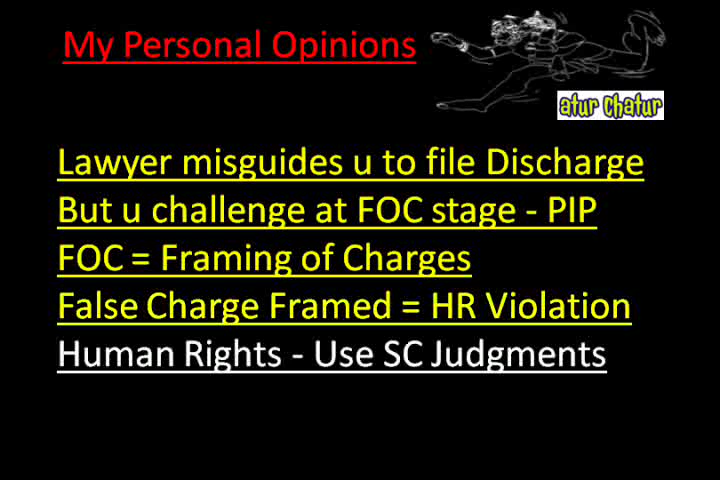 My Personal Opinions
atur chatur
Lawyer misguides u to file Discharge
But u challenge at FOC stage - PIP
FOC = Framing of Charges
False Charge Framed = HR Violation
Human Rights - Use SC Judgments